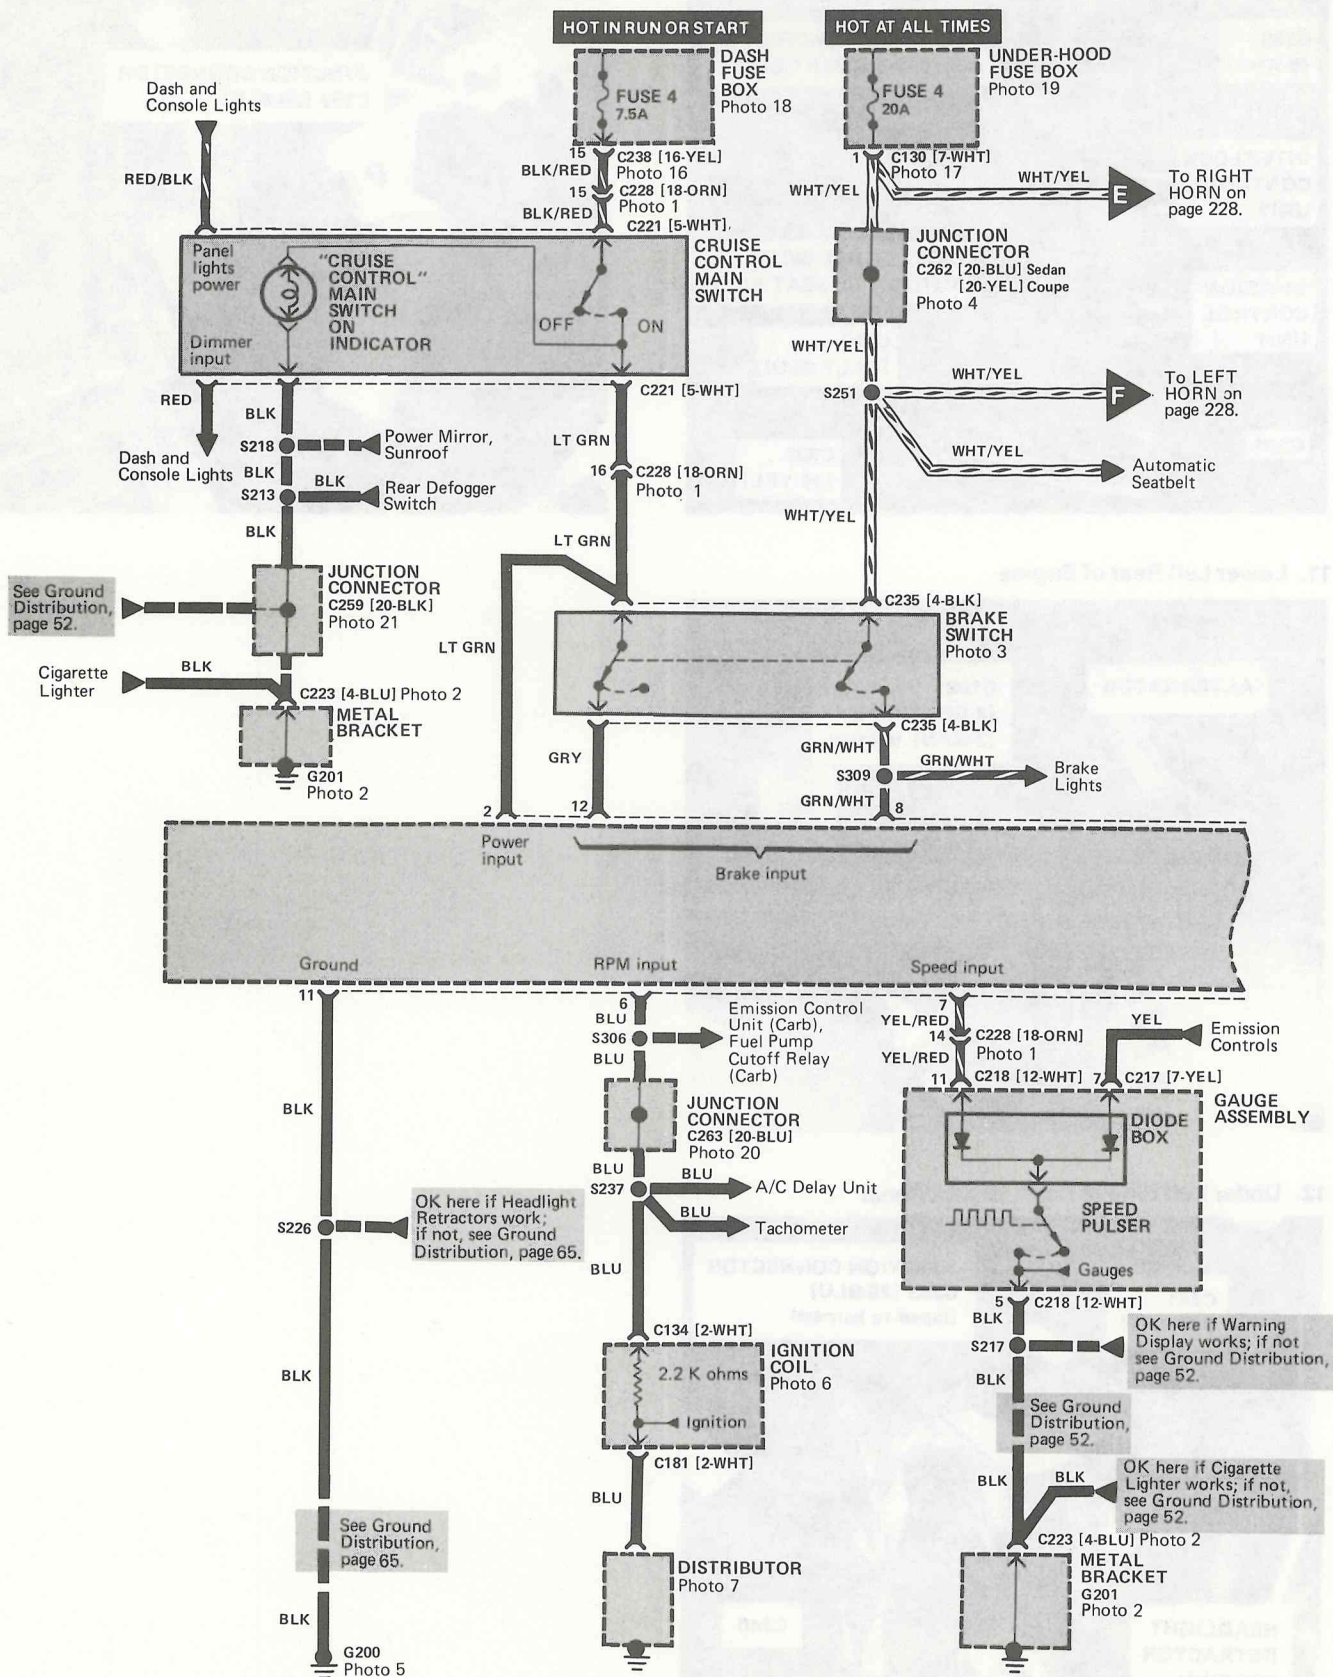 HOT IN RUN OR START
HOT AT ALL TIMES
DASH
FUSE
BOX
Photo 18
FUSE 4
7.5A
UNDER-HOOD
FUSE BOX
Photo 19
FUSE 4
20A
Dash and
Console Lights
RED/BLK
15
C238 [16-YEL]
Photo 16
BLK/RED
15
C228 [18-ORN]
Photo 1
BLK/RED
C221 [5-WHT]
1
C130 [7-WHT]
Photo 17
WHT/YEL
WHT/YEL
E
To RIGHT
HORN on
page 228.
Panel
lights
power
"CRUISE
CONTROL"
MAIN
SWITCH
ON
INDICATOR
Dimmer
input
OFF
ON
CRUISE
CONTROL
MAIN
SWITCH
JUNCTION
CONNECTOR
C262 [20-BLU] Sedan
[20-YEL] Coupe
Photo 4
WHT/YEL
S251
WHT/YEL
F
To LEFT
HORN on
page 228.
WHT/YEL
Automatic
Seatbelt
WHT/YEL
RED
Dash and
Console Lights
BLK
S218
Power Mirror,
Sunroof
BLK
S213
BLK
Rear Defogger
Switch
BLK
C221 [5-WHT]
LT GRN
16
C228 [18-ORN]
Photo 1
LT GRN
LT GRN
See Ground
Distribution,
page 52.
JUNCTION
CONNECTOR
C259 [20-BLK]
Photo 21
Cigarette
Lighter
BLK
C223 [4-BLU] Photo 2
METAL
BRACKET
G201
Photo 2
C235 [4-BLK]
BRAKE
SWITCH
Photo 3
C235 [4-BLK]
GRY
GRN/WHT
S309
GRN/WHT
Brake
Lights
GRN/WHT
2
12
8
Power
input
Brake input
Ground
RPM input
Speed input
11
6
7
BLU
S306
Emission Control
Unit (Carb),
Fuel Pump
Cutoff Relay
(Carb)
BLU
YEL/RED
14
C228 [18-ORN]
Photo 1
YEL/RED
11
C218 [12-WHT]
7
C217 [7-YEL]
YEL
Emission
Controls
BLK
JUNCTION
CONNECTOR
C263 [20-BLU]
Photo 20
GAUGE
ASSEMBLY
DIODE
BOX
BLU
S237
BLU
A/C Delay Unit
BLU
Tachometer
S226
OK here if Headlight
Retractors work;
if not, see Ground
Distribution, page 65.
SPEED
PULSER
Gauges
BLU
5
C218 [12-WHT]
BLK
S217
OK here if Warning
Display works; if not
see Ground Distribution,
page 52.
C134 [2-WHT]
IGNITION
COIL
Photo 6
2.2 K ohms
Ignition
C181 [2-WHT]
BLK
BLK
See Ground
Distribution,
page 52.
BLU
BLK
BLK
OK here if Cigarette
Lighter works; if not,
see Ground Distribution,
page 52.
See Ground
Distribution,
page 65.
C223 [4-BLU] Photo 2
METAL
BRACKET
G201
Photo 2
DISTRIBUTOR
Photo 7
BLK
G200
Photo 5